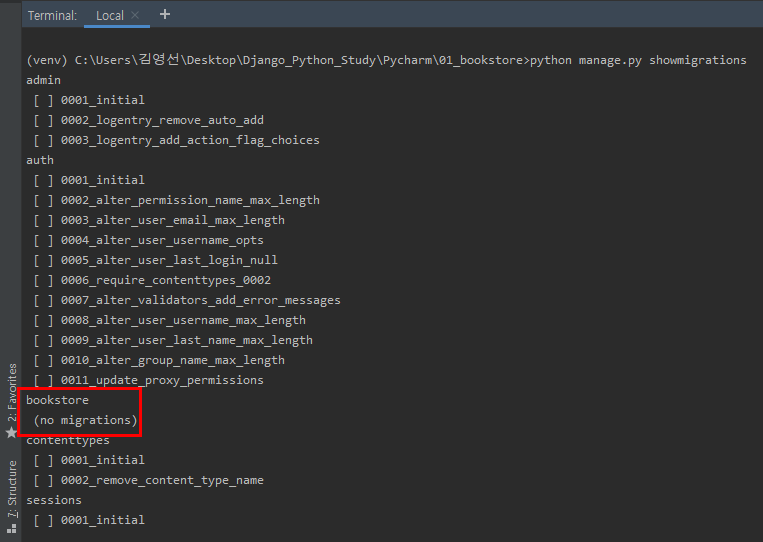 Terminal: Local × +
(venv) C:\Users\김영선\Desktop\Django_Python_Study\Pycharm\01_bookstore>python manage.py showmigrations
admin
[ ] 0001_initial
[ ] 0002_logentry_remove_auto_add
[ ] 0003_logentry_add_action_flag_choices
auth
[ ] 0001_initial
[ ] 0002_alter_permission_name_max_length
[ ] 0003_alter_user_email_max_length
[ ] 0004_alter_user_username_opts
[ ] 0005_alter_user_last_login_null
[ ] 0006_require_contenttypes_0002
[ ] 0007_alter_validators_add_error_messages
[ ] 0008_alter_user_username_max_length
[ ] 0009_alter_user_last_name_max_length
[ ] 0010_alter_group_name_max_length
[ ] 0011_update_proxy_permissions
bookstore
(no migrations)
contenttypes
[ ] 0001_initial
[ ] 0002_remove_content_type_name
sessions
[ ] 0001_initial
2: Favorites
7: Structure